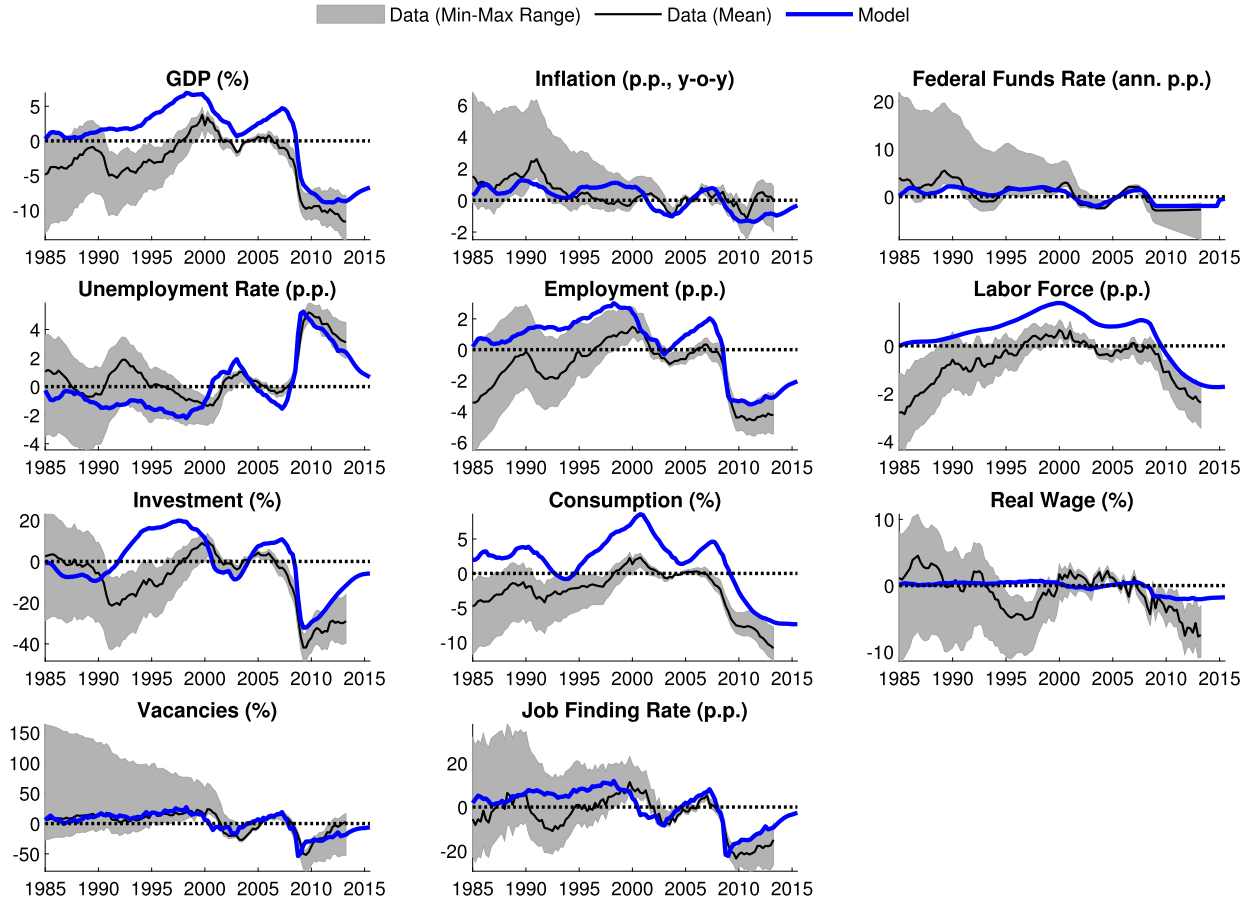 Data (Min-Max Range) Data (Mean) Model
GDP (%) Inflation (p.p., y-o-y) Federal Funds Rate (ann. p.p.)
5 6 20
0 4 10
-5 2 0
-10 0
-2
1985 1990 1995 2000 2005 2010 2015 1985 1990 1995 2000 2005 2010 2015 1985 1990 1995 2000 2005 2010 2015
Unemployment Rate (p.p.) Employment (p.p.) Labor Force (p.p.)
4 2 0
2 0 -2
0 -2 -4
-2 -4
-4 -6
1985 1990 1995 2000 2005 2010 2015 1985 1990 1995 2000 2005 2010 2015 1985 1990 1995 2000 2005 2010 2015
Investment (%) Consumption (%) Real Wage (%)
20 5 10
0 0 0
-20 -5 -10
-40 -10
1985 1990 1995 2000 2005 2010 2015 1985 1990 1995 2000 2005 2010 2015 1985 1990 1995 2000 2005 2010 2015
Vacancies (%) Job Finding Rate (p.p.)
150 20
100 0
50 -20
0
-50
1985 1990 1995 2000 2005 2010 2015 1985 1990 1995 2000 2005 2010 2015